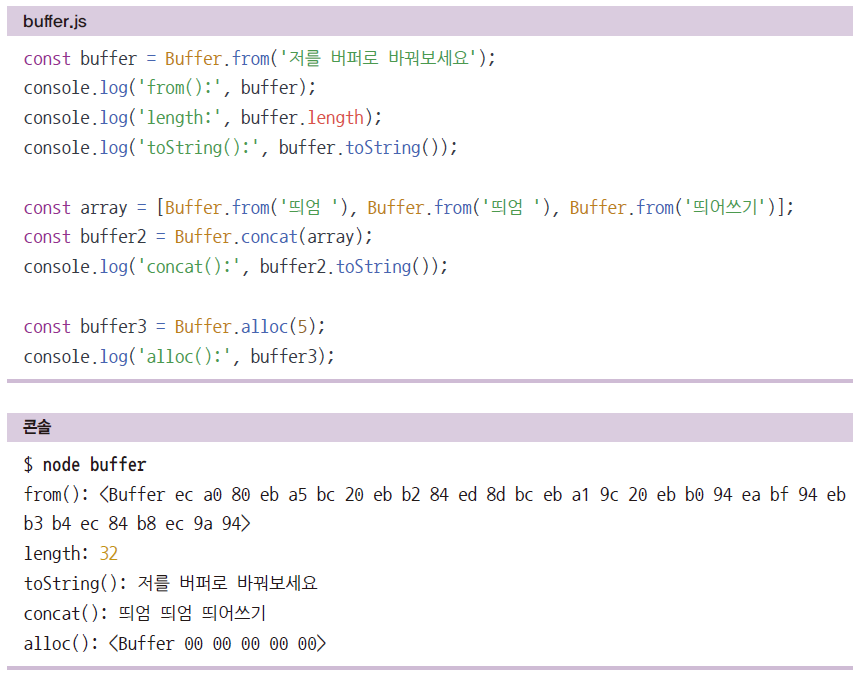 buffer.js
const buffer = Buffer.from('저를 버퍼로 바꿔보세요');
console.log('from():', buffer);
console.log('length:', buffer.length);
console.log('toString():', buffer.toString());
const array = [Buffer.from('띄엄 '), Buffer.from('띄엄 '), Buffer.from('띄어쓰기')];
const buffer2 = Buffer.concat(array);
console.log('concat():', buffer2.toString());
const buffer3 = Buffer.alloc(5);
console.log('alloc():', buffer3);
콘솔
$ node buffer
from(): <Buffer ec a0 80 eb a5 bc 20 eb b2 84 ed 8d bc eb a1 9c 20 eb b0 94 ea bf 94 eb
b3 b4 ec 84 b8 ec 9a 94>
length: 32
toString(): 저를 버퍼로 바꿔보세요
concat(): 띄엄 띄엄 띄어쓰기
alloc(): <Buffer 00 00 00 00 00>